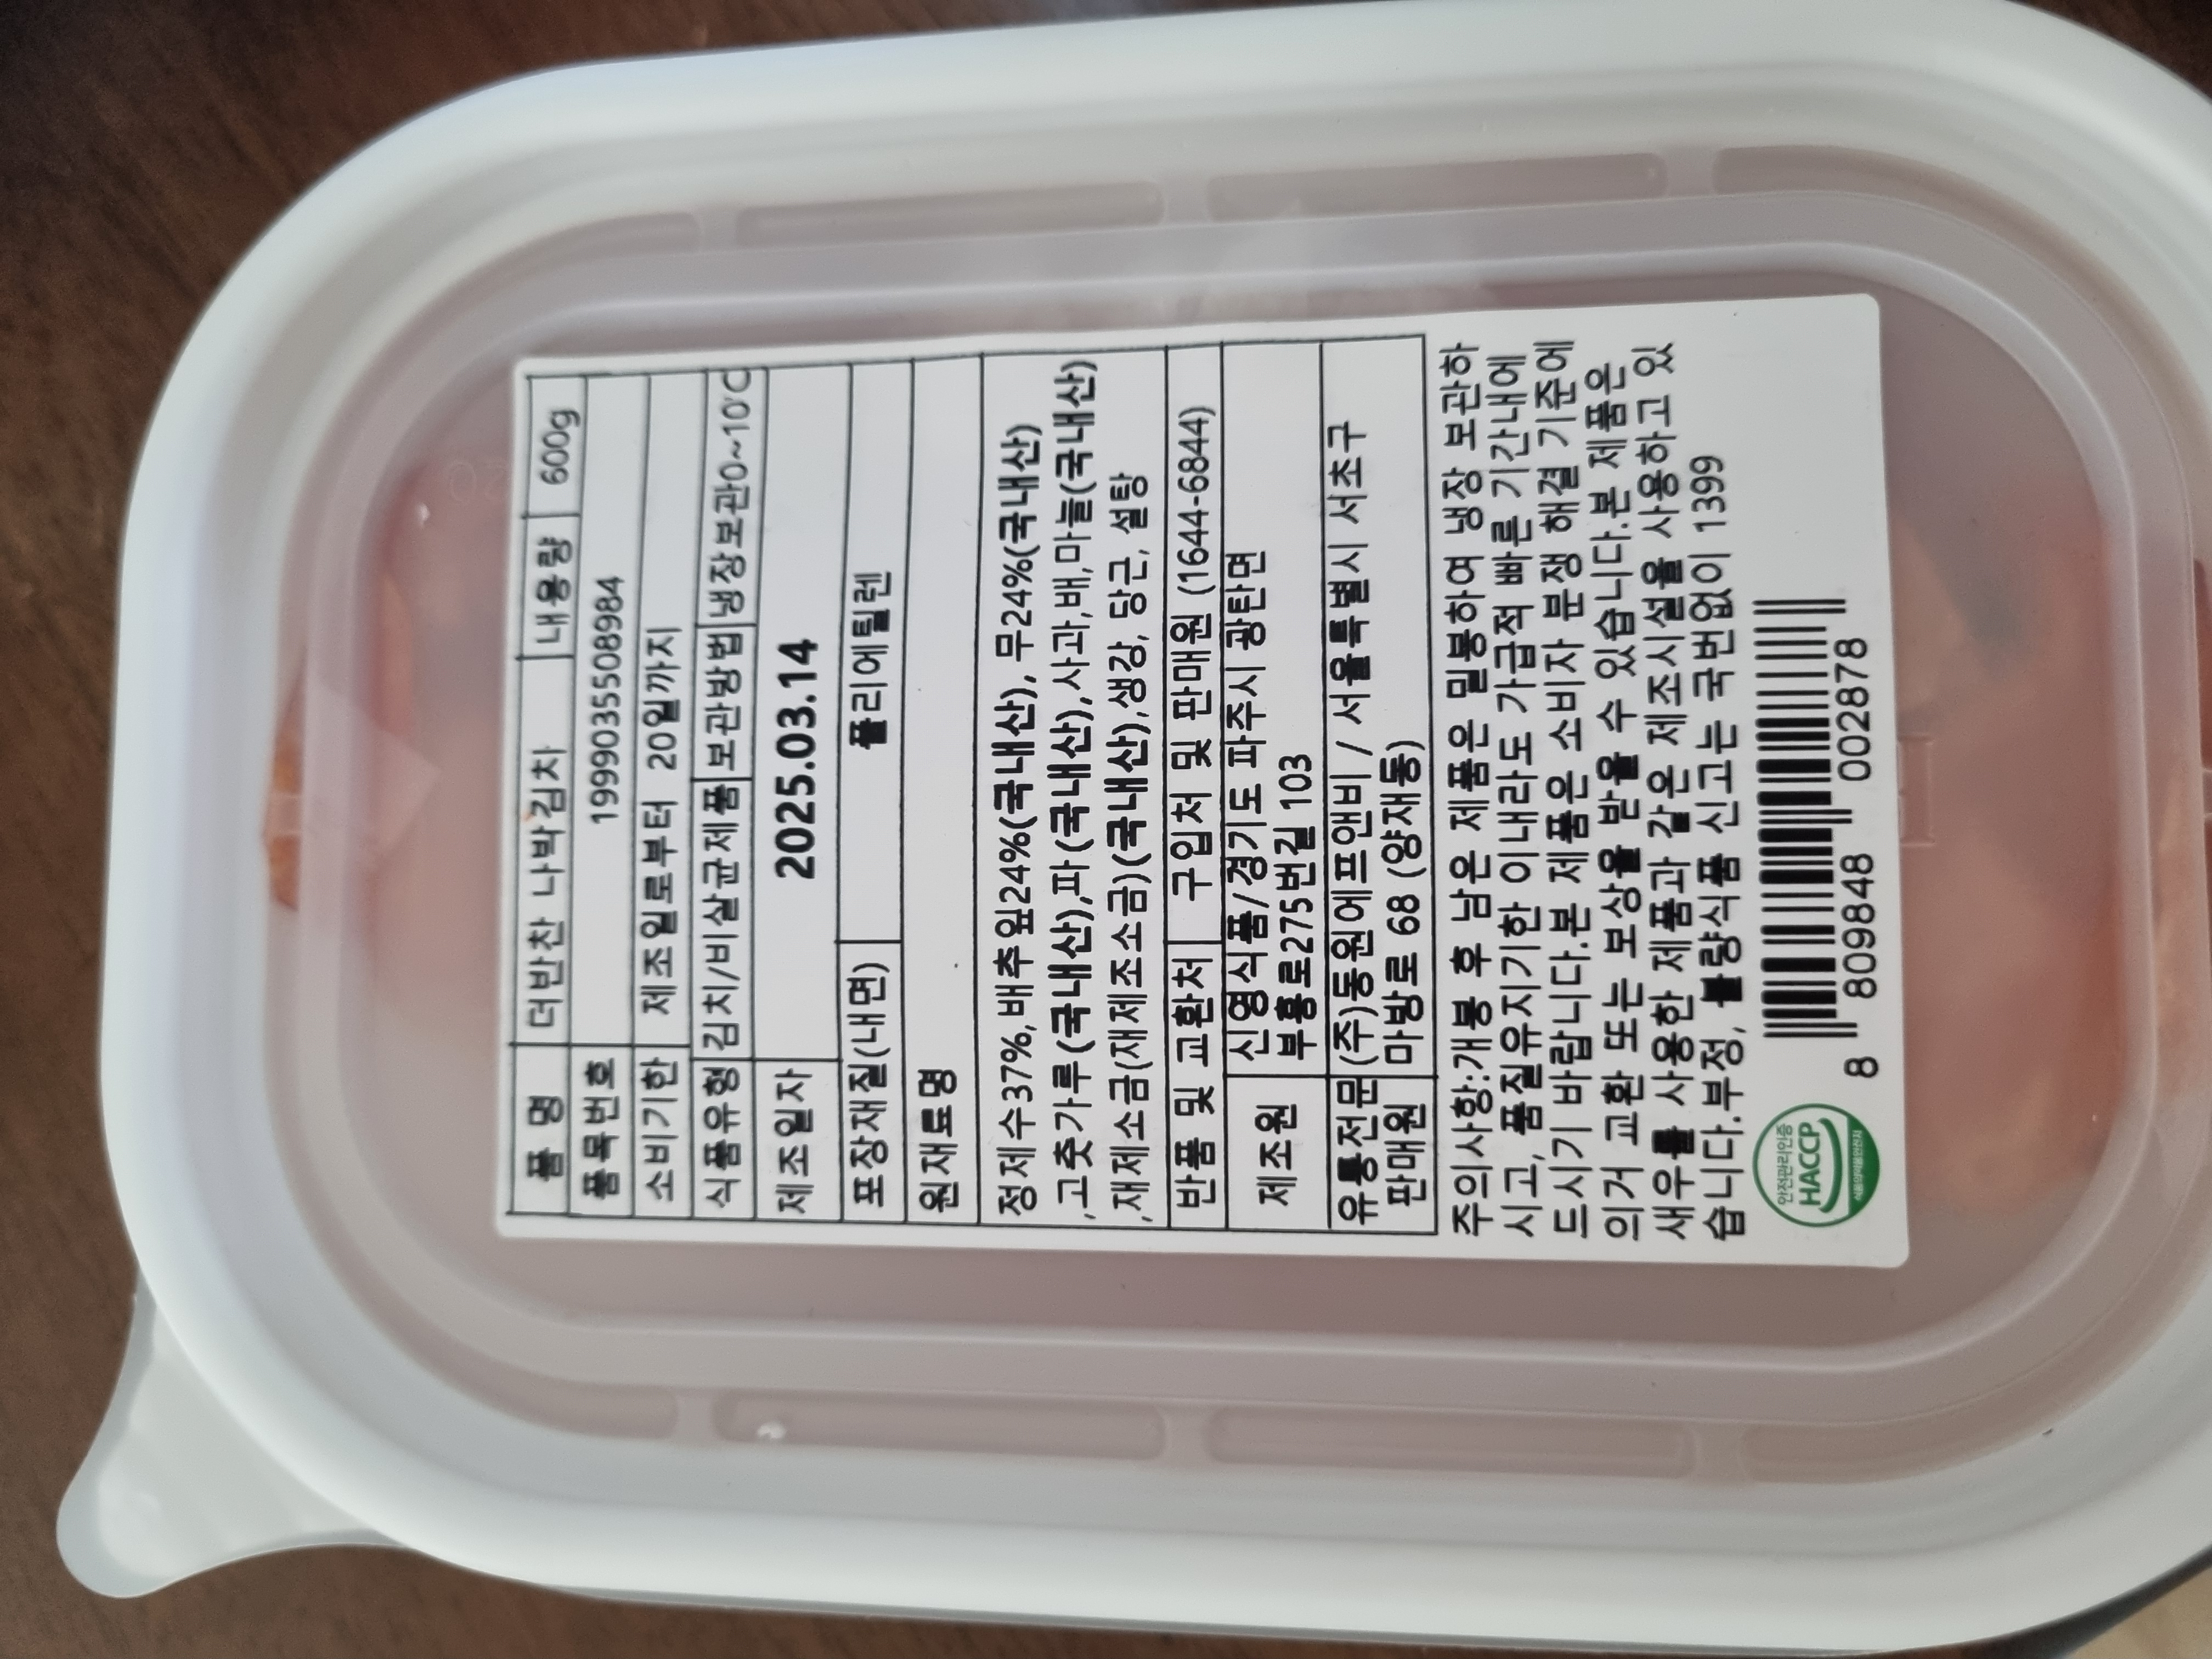 품 명 더반찬 나박김치 내용량 600g
품목번호 1999035508984
소비기한 제조일로부터 20일까지
식품유형 김치/비살균제품 보관방법 냉장보관0~10℃
제조일자 2025.03.14
포장재질(내면) 폴리에틸렌
원재료명
정제수37%, 배추잎24%(국내산), 무24%(국내산)
,고춧가루(국내산),파(국내산),사과,배,마늘(국내산)
,재제소금(재제조소금)(국내산),생강, 당근, 설탕
반품 및 교환처 구입처 및 판매원 (1644-6844)
제조원 신영식품/경기도 파주시 광탄면
부흥로275번길 103
유통전문 (주)동원에프앤비 / 서울특별시 서초구
판매원 마방로 68 (양재동)
주의사항:개봉 후 남은 제품은 밀봉하여 냉장 보관하
시고, 품질유지기한 이내라도 가급적 빠른 기간내에
드시기 바랍니다.본 제품은 소비자 분쟁 해결 기준에
의거 교환 또는 보상을 받을 수 있습니다.본 제품은
새우를 사용한 제품과 같은 제조시설을 사용하고 있
습니다.부정, 불량식품 신고는 국번없이 1399
안전관리인증
HACCP
식품의약품안전처
8 809848 002878